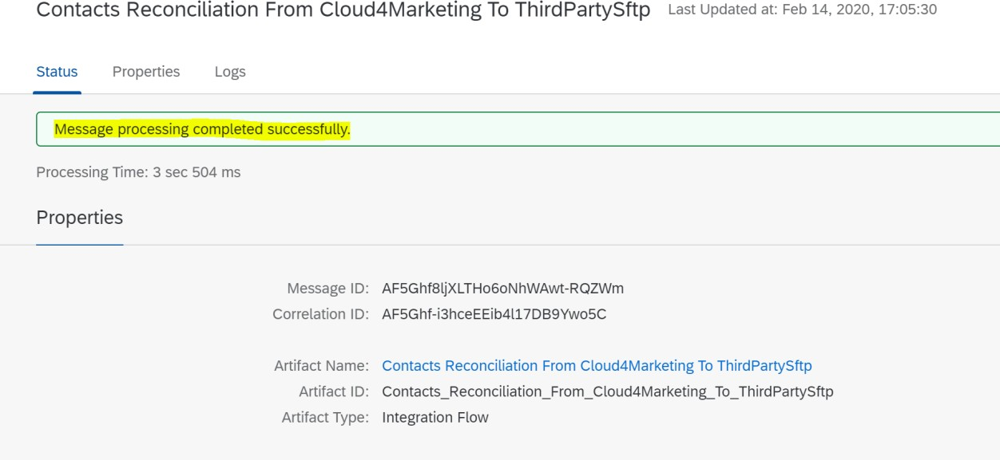 Contacts Reconciliation From Cloud4Marketing To ThirdPartySftp Last Updated at: Feb 14, 2020, 17:05:30
Status Properties Logs
Message processing completed successfully.
Processing Time: 3 sec 504 ms
Properties
Message ID: AF5Ghf8ljXLTHo6oNhWAwt-RQZWm
Correlation ID: AF5Ghf-i3hceEEib4l17DB9Ywo5C
Artifact Name: Contacts Reconciliation From Cloud4Marketing To ThirdPartySftp
Artifact ID: Contacts_Reconciliation_From_Cloud4Marketing_To_ThirdPartySftp
Artifact Type: Integration Flow